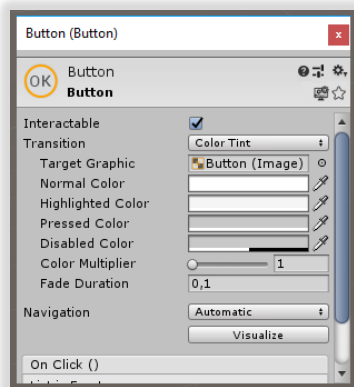 Button (Button)
x
OK
Button
Button
Interactable
Transition Color Tint
Target Graphic Button (Image)
Normal Color
Highlighted Color
Pressed Color
Disabled Color
Color Multiplier 1
Fade Duration 0,1
Navigation Automatic
Visualize
On Click ()